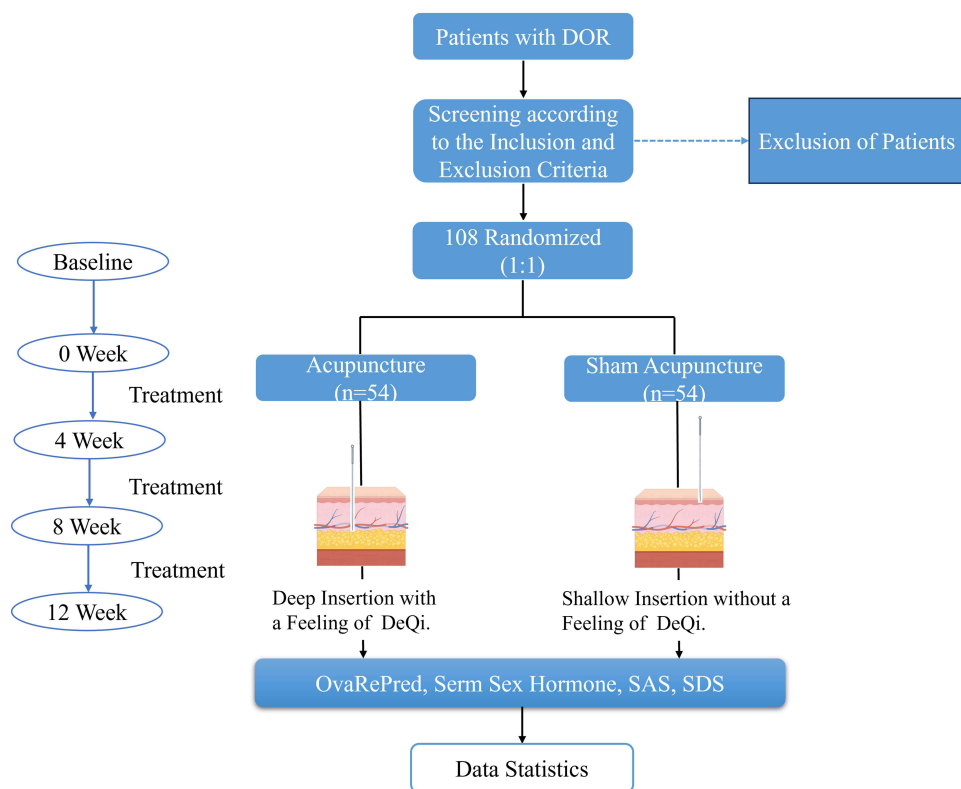 Patients with DOR
Screening according
to the Inclusion and
Exclusion Criteria
Exclusion of Patients
108 Randomized
(1:1)
Baseline
0 Week
Treatment
4 Week
Treatment
8 Week
Treatment
12 Week
Acupuncture
(n=54)
Sham Acupuncture
(n=54)
Deep Insertion with
a Feeling of DeQi.
Shallow Insertion without a
Feeling of DeQi.
OvaRePred, Serm Sex Hormone, SAS, SDS
Data Statistics